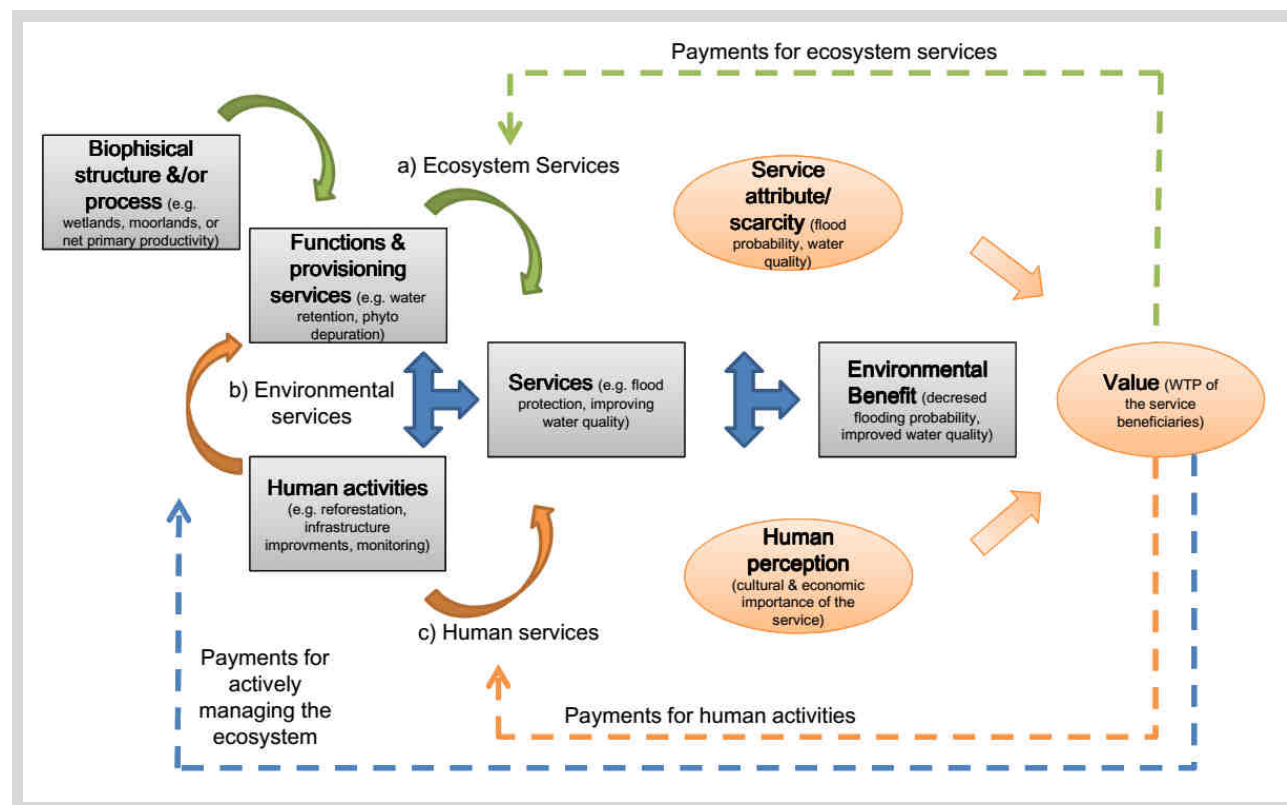 Payments for ecosystem services
Biophisical
structure &/or
process (e.g.
wetlands, moorlands, or
net primary productivity)
a) Ecosystem Services
Service
attribute/
scarcity (flood
probability, water
quality)
Functions &
provisioning
services (e.g. water
retention, phyto
depuration)
b) Environmental
services
Services (e.g. flood
protection, improving
water quality)
Environmental
Benefit (decresed
flooding probability,
improved water quality)
Value (WTP of
the service
beneficiaries)
Human activities
(e.g. reforestation,
infrastructure
improvments, monitoring)
Human
perception
(cultural & economic
importance of the
service)
c) Human services
Payments for
actively
managing the
ecosystem
Payments for human activities